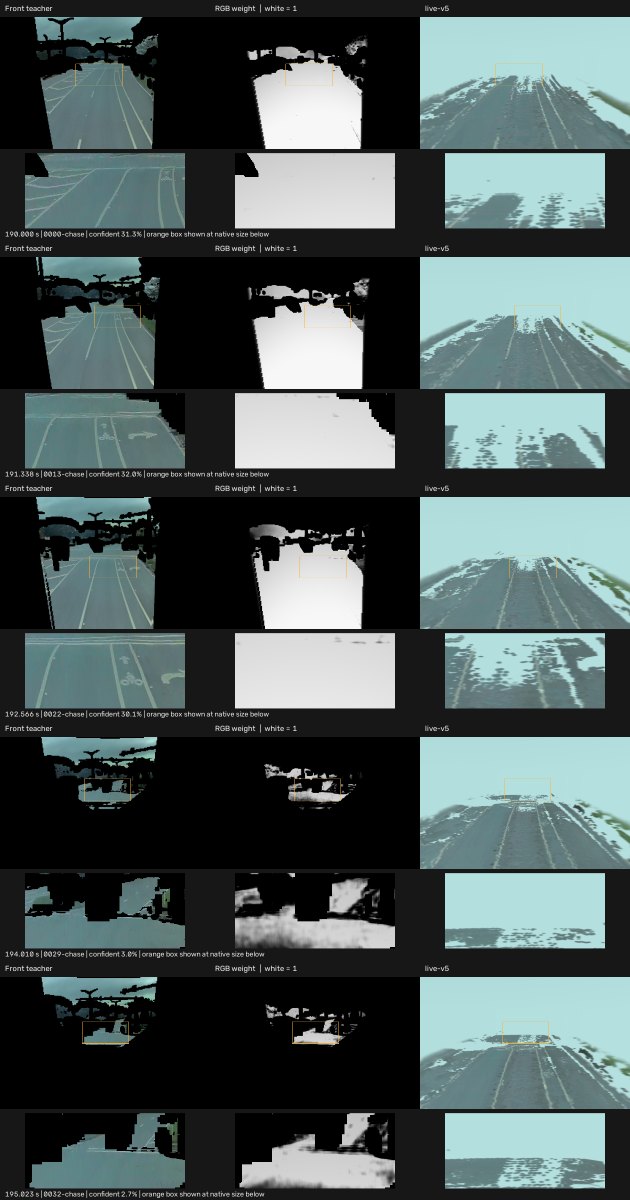 Front teacher RGB weight | white = 1 live-v5
190.000 s | 0000-chase | confident 31.3% | orange box shown at native size below
Front teacher RGB weight | white = 1 live-v5
191.338 s | 0013-chase | confident 32.0% | orange box shown at native size below
Front teacher RGB weight | white = 1 live-v5
192.566 s | 0022-chase | confident 30.1% | orange box shown at native size below
Front teacher RGB weight | white = 1 live-v5
194.010 s | 0029-chase | confident 3.0% | orange box shown at native size below
Front teacher RGB weight | white = 1 live-v5
195.023 s | 0032-chase | confident 2.7% | orange box shown at native size below